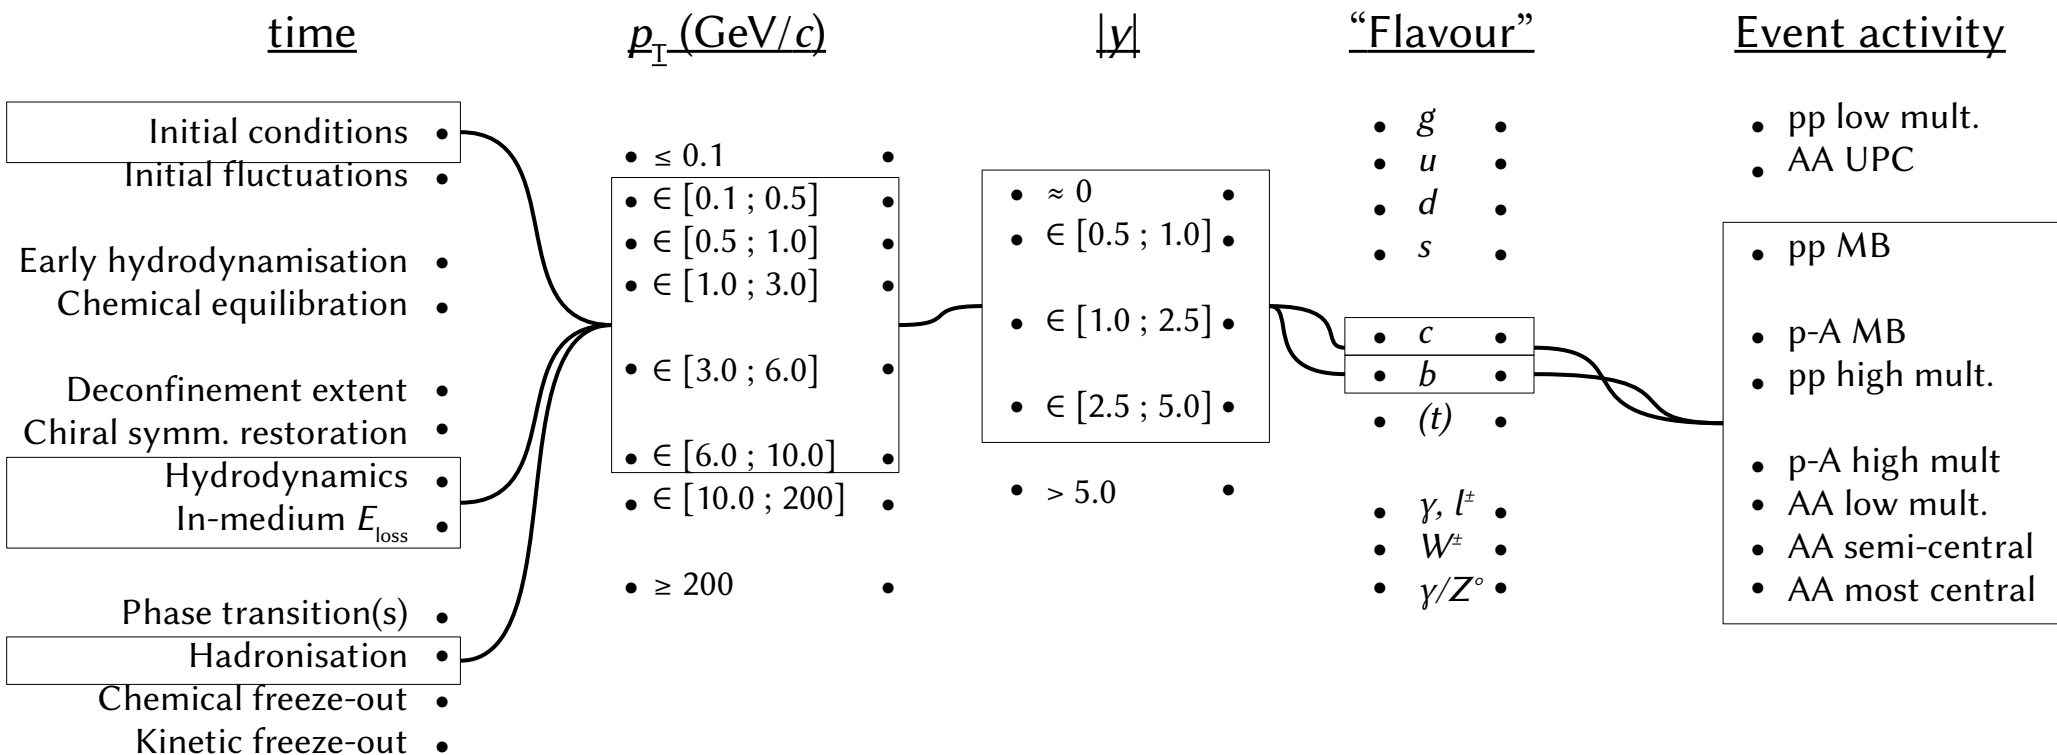 time
p_T (GeV/c)
|y|
“Flavour”
Event activity
Initial conditions
Initial fluctuations
Early hydrodynamisation
Chemical equilibration
Deconfinement extent
Chiral symm. restoration
Hydrodynamics
In-medium E_loss
Phase transition(s)
Hadronisation
Chemical freeze-out
Kinetic freeze-out
≤ 0.1
∈ [0.1 ; 0.5]
∈ [0.5 ; 1.0]
∈ [1.0 ; 3.0]
∈ [3.0 ; 6.0]
∈ [6.0 ; 10.0]
∈ [10.0 ; 200]
≥ 200
≈ 0
∈ [0.5 ; 1.0]
∈ [1.0 ; 2.5]
∈ [2.5 ; 5.0]
> 5.0
g
u
d
s
c
b
(t)
γ, l±
W±
γ/Z°
pp low mult.
AA UPC
pp MB
p-A MB
pp high mult.
p-A high mult
AA low mult.
AA semi-central
AA most central